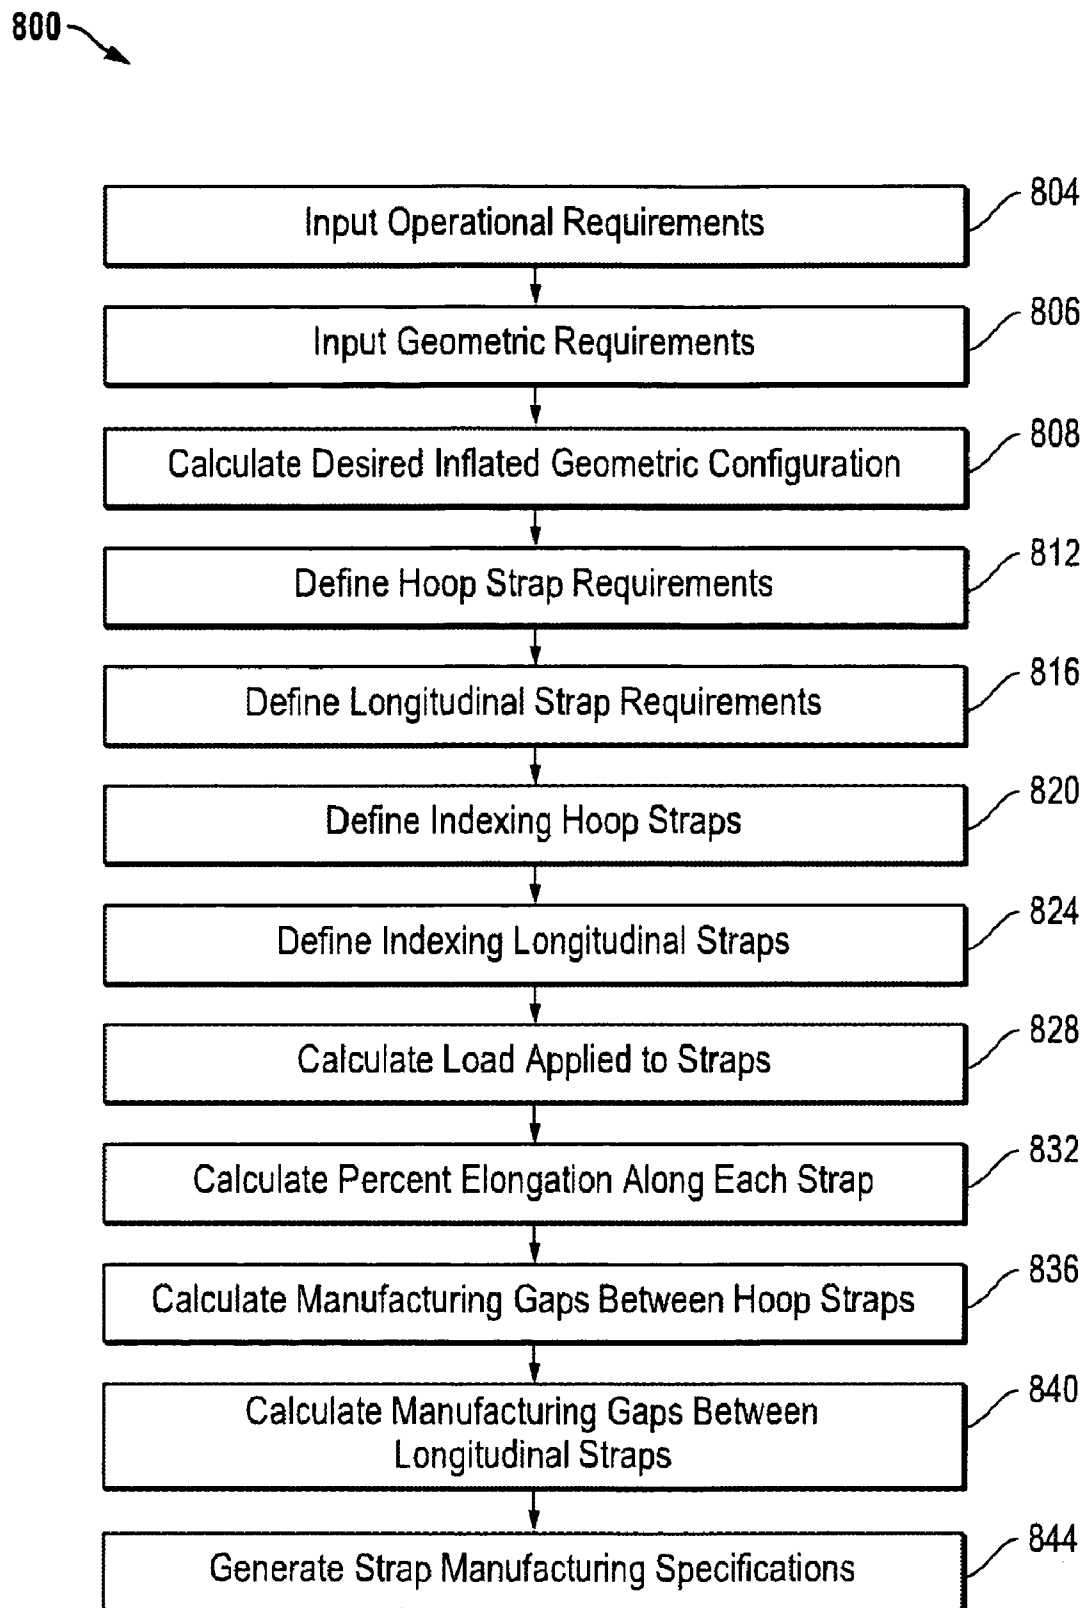 800
804
Input Operational Requirements
806
Input Geometric Requirements
808
Calculate Desired Inflated Geometric Configuration
812
Define Hoop Strap Requirements
816
Define Longitudinal Strap Requirements
820
Define Indexing Hoop Straps
824
Define Indexing Longitudinal Straps
828
Calculate Load Applied to Straps
832
Calculate Percent Elongation Along Each Strap
836
Calculate Manufacturing Gaps Between Hoop Straps
840
Calculate Manufacturing Gaps Between
Longitudinal Straps
844
Generate Strap Manufacturing Specifications